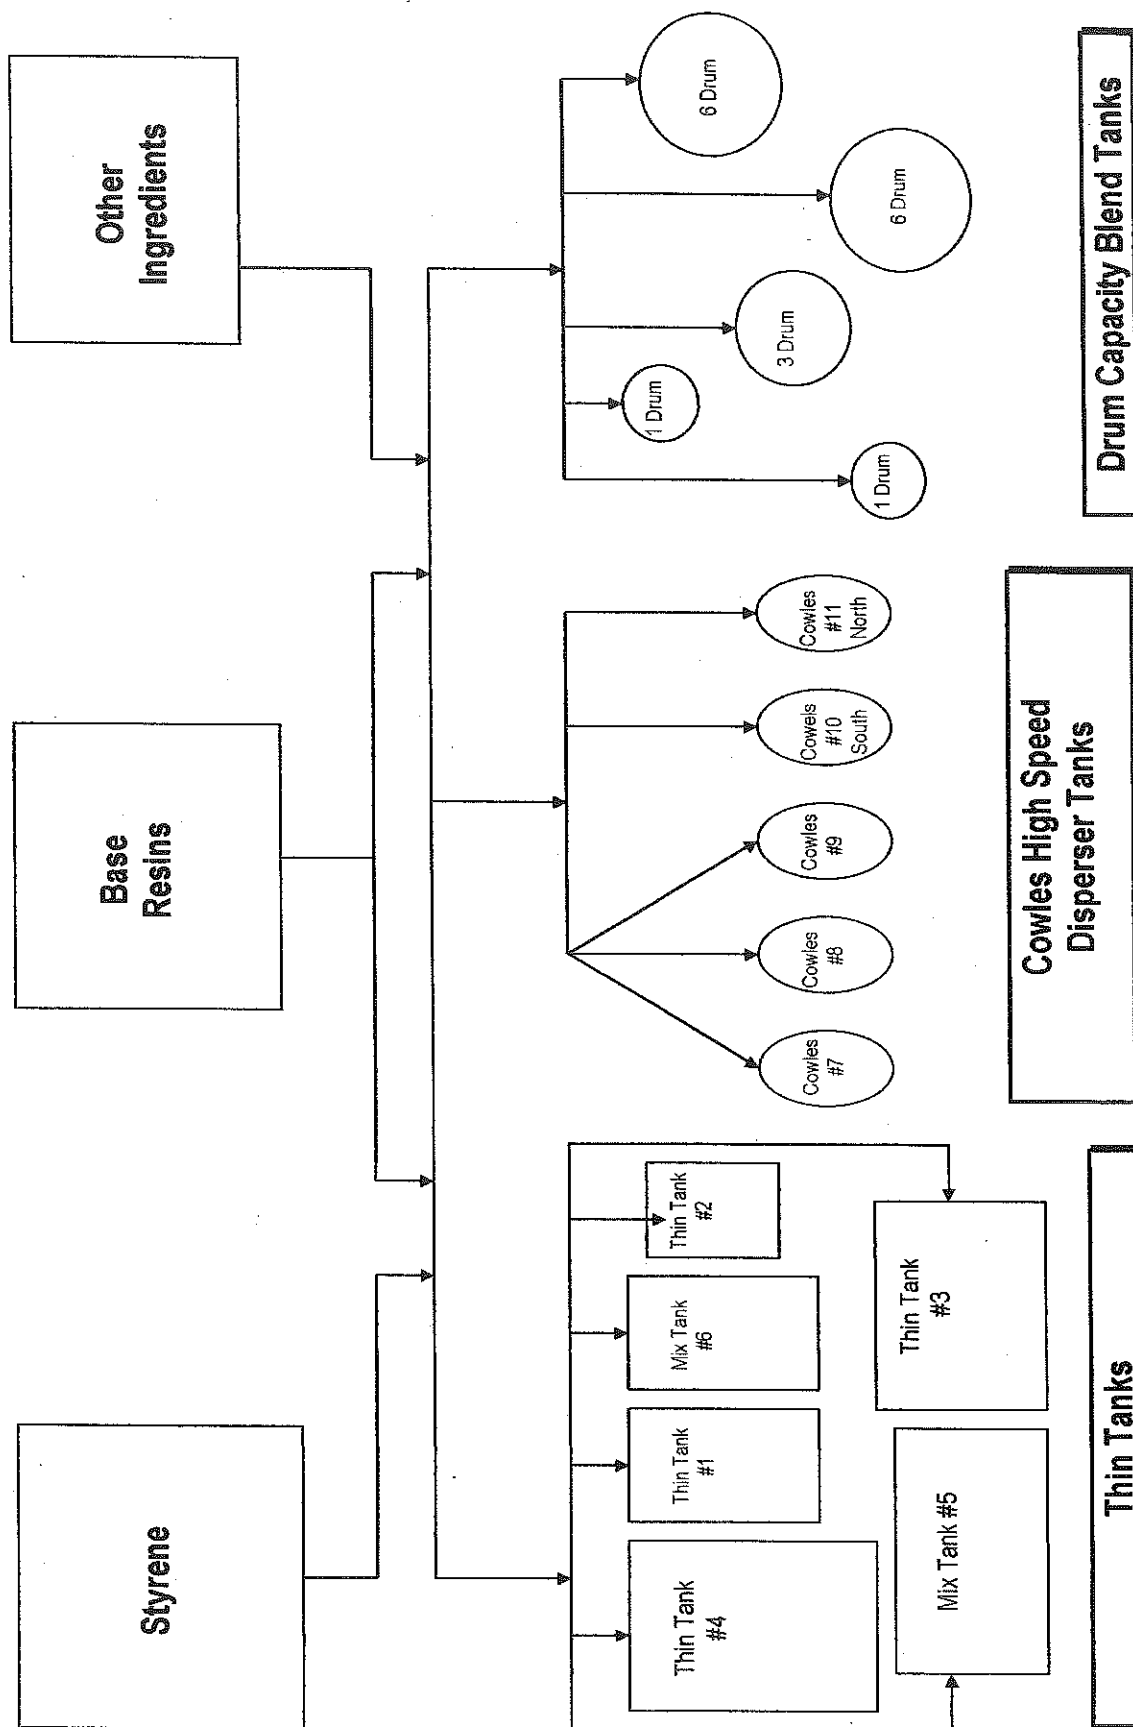 Styrene
Base
Resins
Other
Ingredients
Thin Tank
#4
Thin Tank
#1
Mix Tank
#6
Thin Tank
#2
Mix Tank #5
Thin Tank
#3
Cowles
#7
Cowles
#8
Cowles
#9
Cowels
#10
South
Cowles
#11
North
1 Drum
1 Drum
3 Drum
6 Drum
6 Drum
Thin Tanks
Cowles High Speed
Disperser Tanks
Drum Capacity Blend Tanks